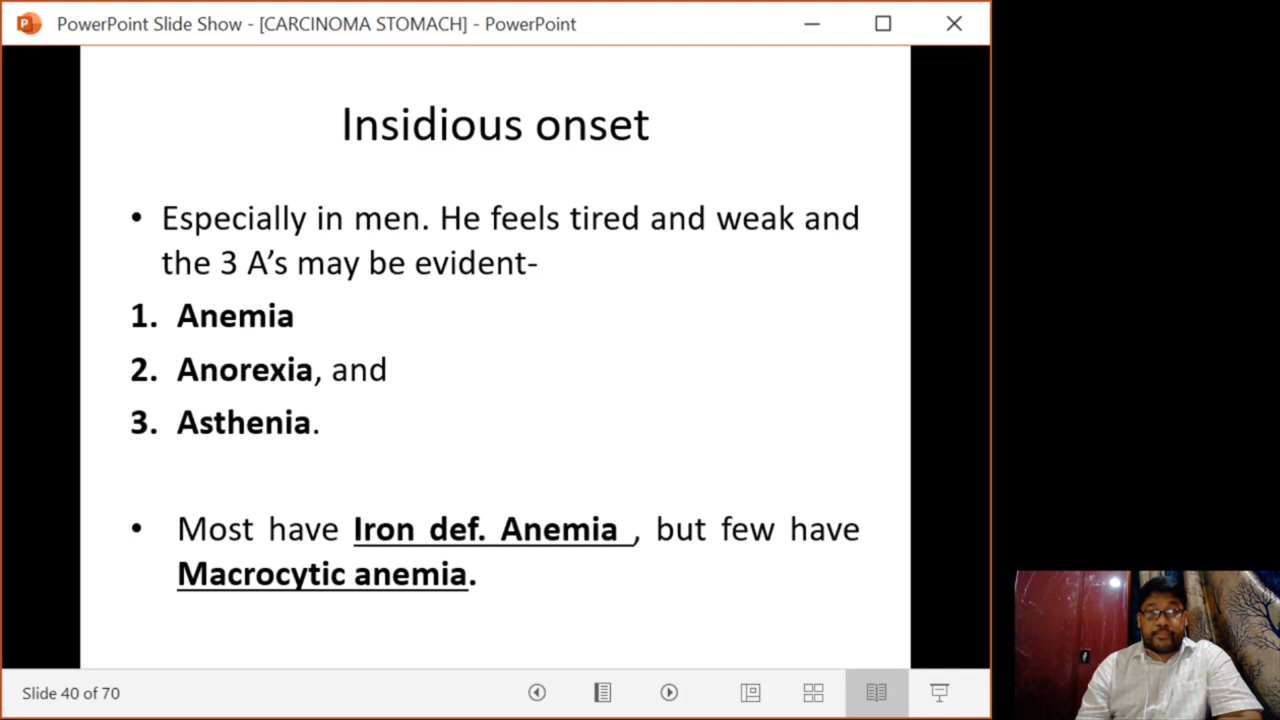 PowerPoint Slide Show - [CARCINOMA STOMACH] - PowerPoint
Insidious onset
• Especially in men. He feels tired and weak and
the 3 A’s may be evident-
1. Anemia
2. Anorexia, and
3. Asthenia.
• Most have Iron def. Anemia , but few have
Macrocytic anemia.
Slide 40 of 70